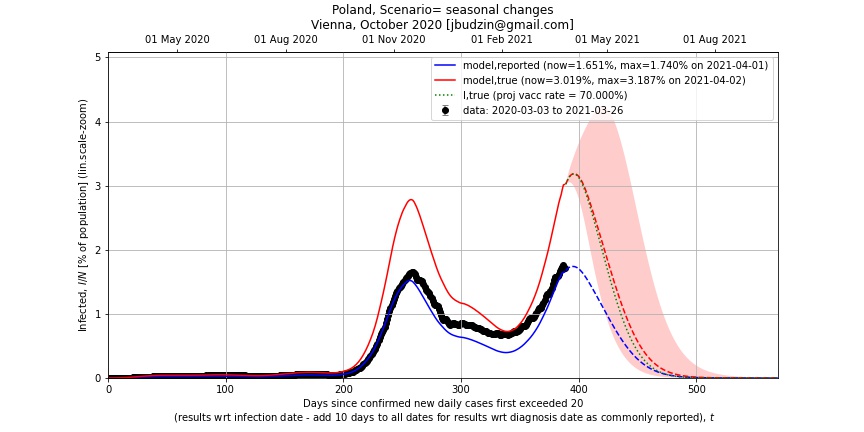 Poland, Scenario= seasonal changes
Vienna, October 2020 [jbudzin@gmail.com]
01 May 2020 01 Aug 2020 01 Nov 2020 01 Feb 2021 01 May 2021 01 Aug 2021
model,reported (now=1.651%, max=1.740% on 2021-04-01)
model,true (now=3.019%, max=3.187% on 2021-04-02)
I,true (proj vacc rate = 70.000%)
data: 2020-03-03 to 2021-03-26
Infected, I/N [% of population] (lin.scale-zoom)
5
4
3
2
1
0
0 100 200 300 400 500
Days since confirmed new daily cases first exceeded 20
(results wrt infection date - add 10 days to all dates for results wrt diagnosis date as commonly reported), t